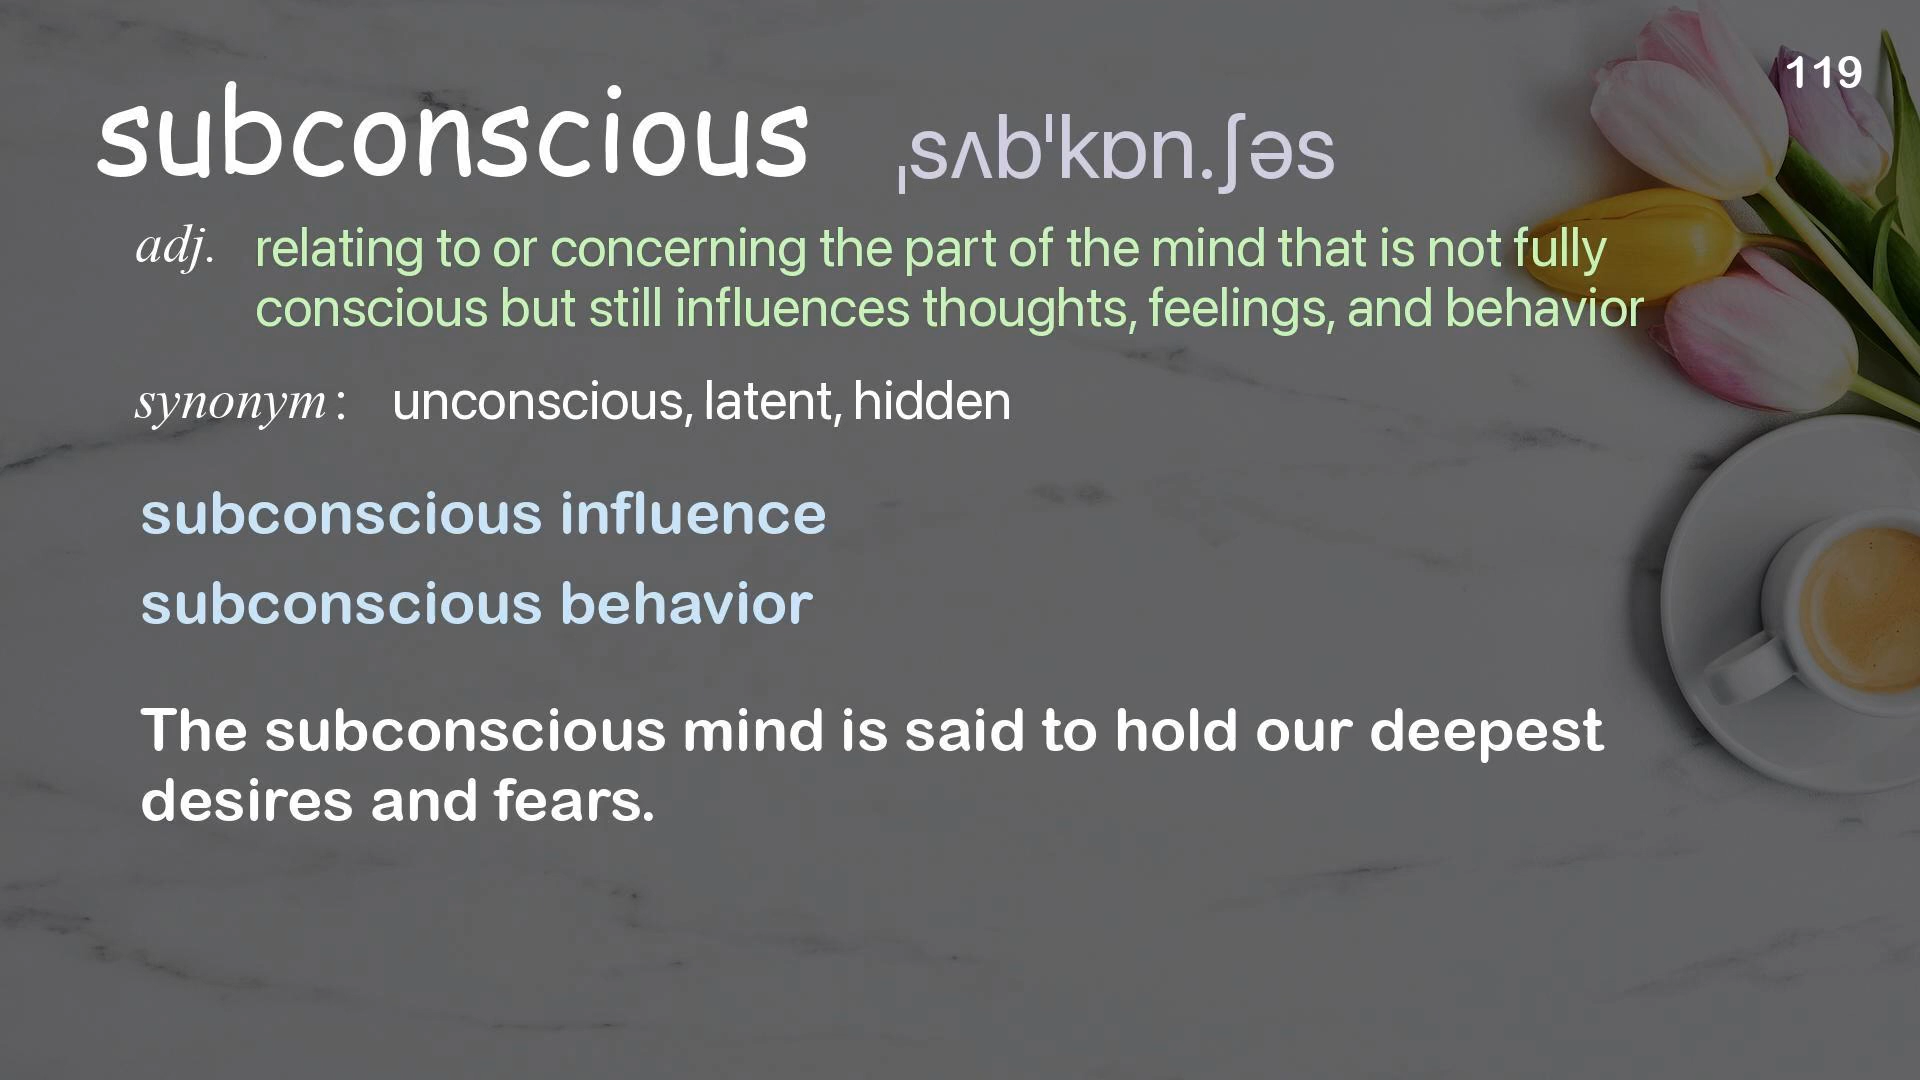 119
subconscious ˌsʌbˈkɒn.ʃəs
adj. relating to or concerning the part of the mind that is not fully
conscious but still influences thoughts, feelings, and behavior
synonym: unconscious, latent, hidden
subconscious influence
subconscious behavior
The subconscious mind is said to hold our deepest
desires and fears.